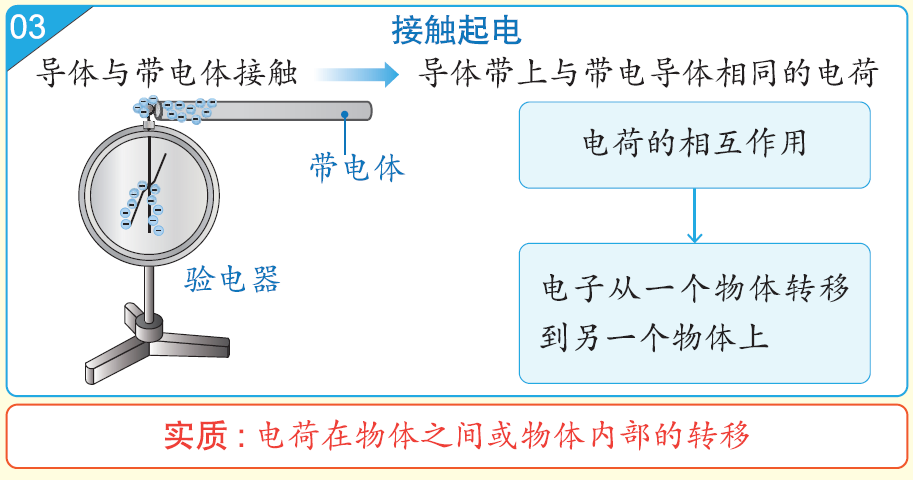 03
接触起电
导体与带电体接触
导体带上与带电导体相同的电荷
带电体
验电器
电荷的相互作用
电子从一个物体转移
到另一个物体上
实质：电荷在物体之间或物体内部的转移